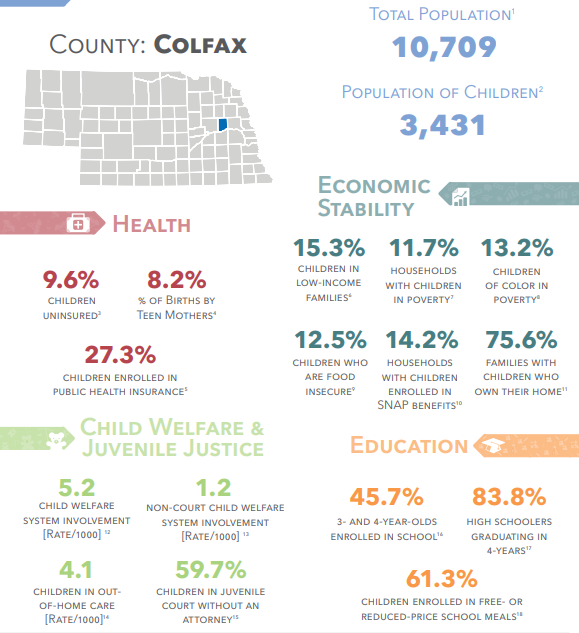 County: Colfax
Total Population¹
10,709
Population of Children²
3,431
Health
9.6%
children
uninsured³
8.2%
% of Births by
Teen Mothers⁴
27.3%
children enrolled in
public health insurance⁵
Economic
Stability
15.3%
children in
low-income
families⁶
11.7%
households
with children
in poverty⁷
13.2%
children
of color in
poverty⁸
12.5%
children who
are food
insecure⁹
14.2%
households
with children
enrolled in
SNAP benefits¹⁰
75.6%
families with
children who
own their home¹¹
Child Welfare &
Juvenile Justice
5.2
child welfare
system involvement
[Rate/1000] ¹²
1.2
non-court child welfare
system involvement
[Rate/1000] ¹³
4.1
children in out-
of-home care
[Rate/1000]¹⁴
59.7%
children in juvenile
court without an
attorney¹⁵
Education
45.7%
3- and 4-year-olds
enrolled in school¹⁶
83.8%
high schoolers
graduating in
4-years¹⁷
61.3%
children enrolled in free- or
reduced-price school meals¹⁸